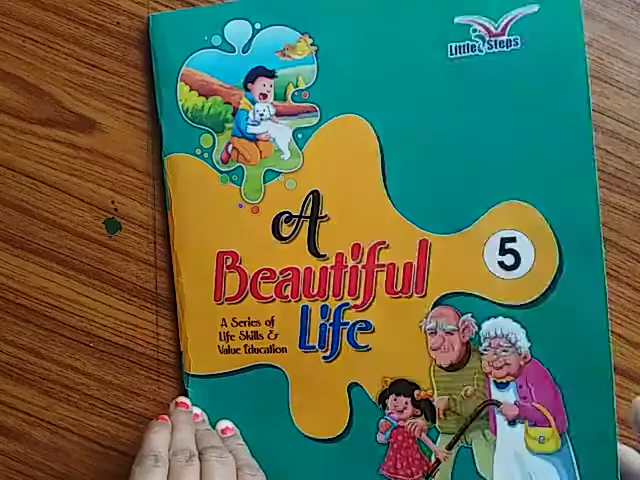 Little Steps
A
Beautiful
Life
5
A Series of
Life Skills &
Value Education